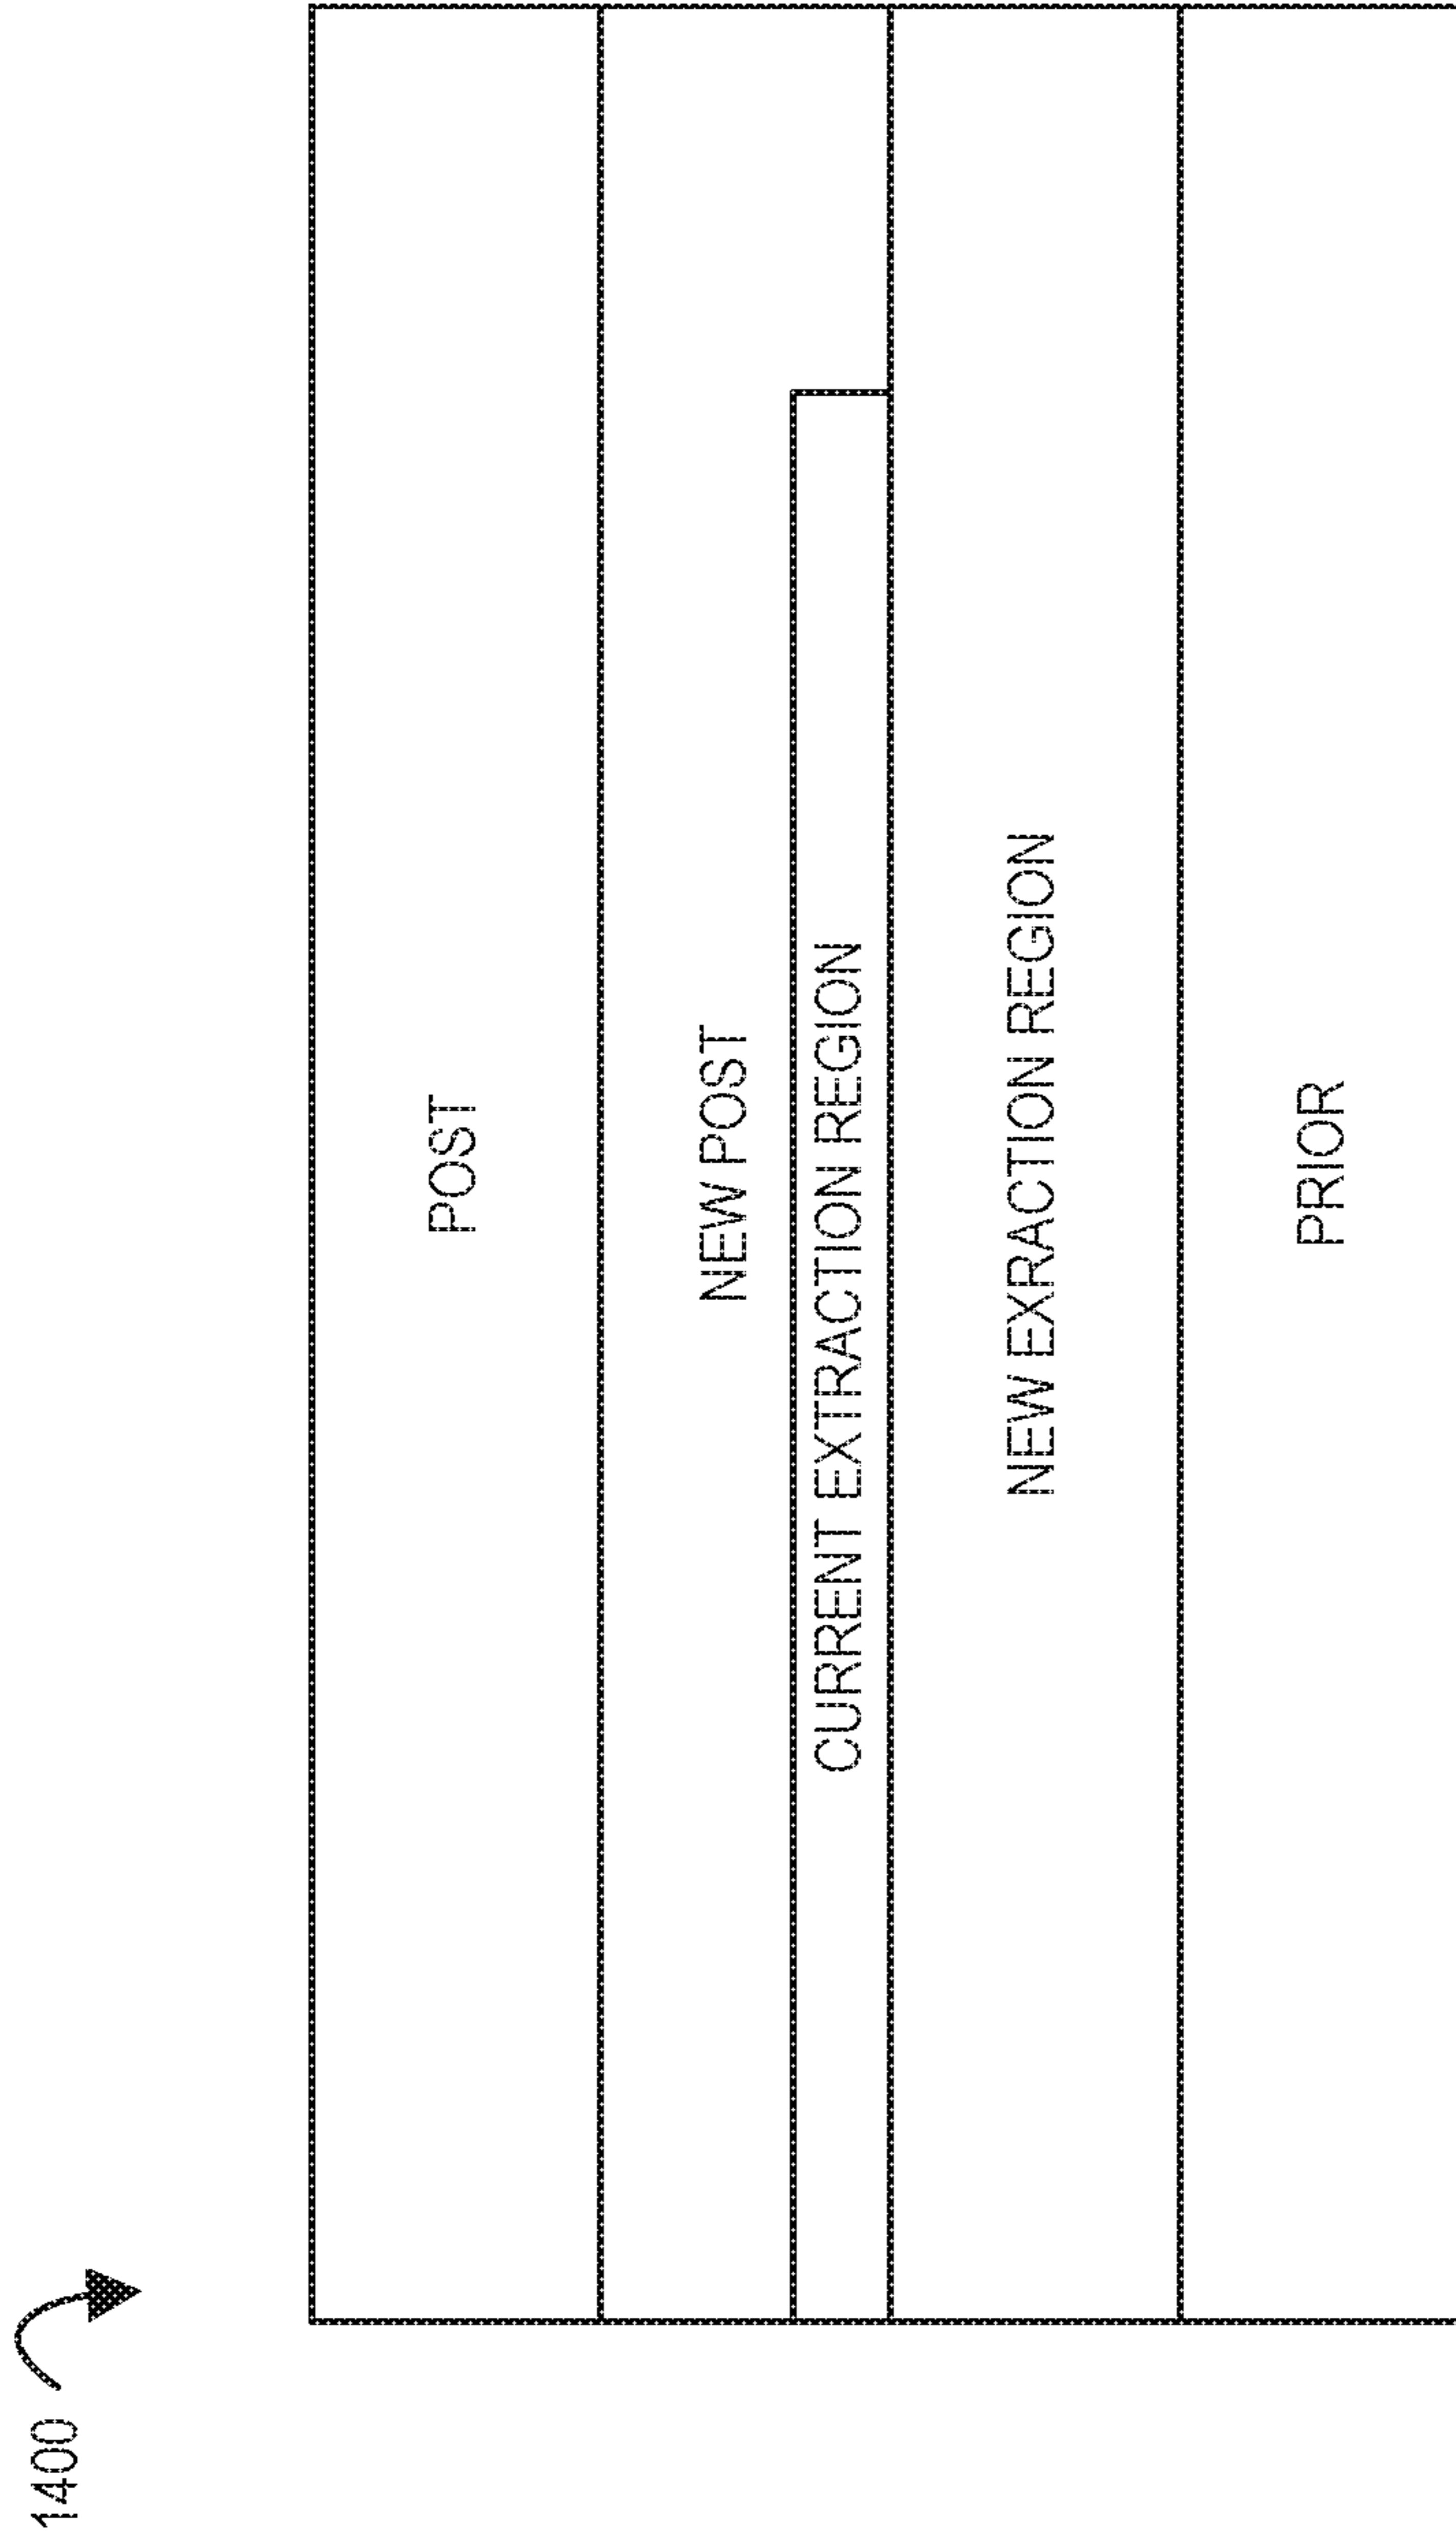 1400
POST
NEW POST
CURRENT EXTRACTION REGION
NEW EXRACTION REGION
PRIOR